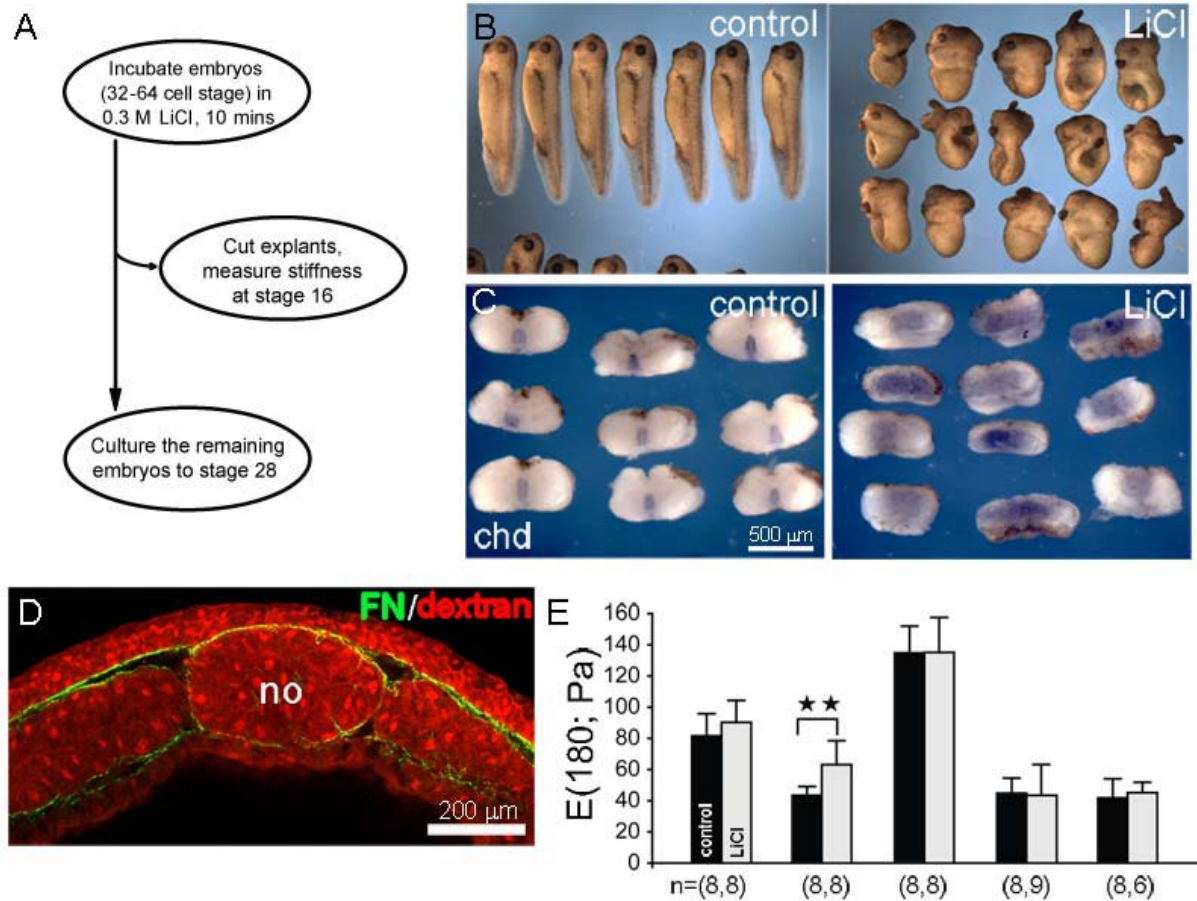 A
Incubate embryos
(32-64 cell stage) in
0.3 M LiCl, 10 mins
Cut explants,
measure stiffness
at stage 16
Culture the remaining
embryos to stage 28
B
control
LiCl
C
control
LiCl
chd
500 µm
D
FN/dextran
no
200 µm
E
E(180; Pa)
160
140
120
100
80
60
40
20
0
★ ★
control
LiCl
n=(8,8)
(8,8)
(8,8)
(8,9)
(8,6)